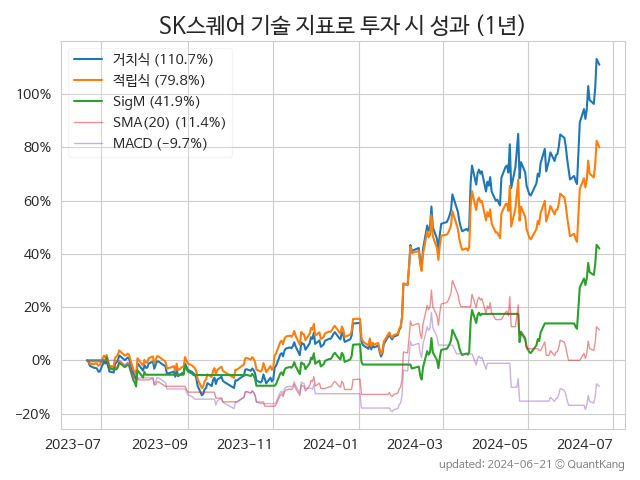 SK스퀘어 기술 지표로 투자 시 성과 (1년)
거치식 (110.7%)
적립식 (79.8%)
SigM (41.9%)
SMA(20) (11.4%)
MACD (−9.7%)
100%
80%
60%
40%
20%
0%
−20%
2023-07 2023-09 2023-11 2024-01 2024-03 2024-05 2024-07
updated: 2024-06-21 © QuantKang